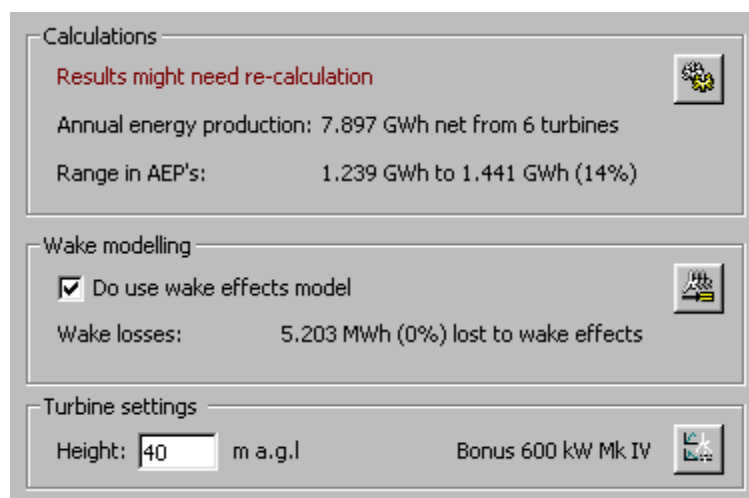 Calculations
Results might need re-calculation
Annual energy production: 7.897 GWh net from 6 turbines
Range in AEP's: 1.239 GWh to 1.441 GWh (14%)
Wake modelling
Do use wake effects model
Wake losses: 5.203 MWh (0%) lost to wake effects
Turbine settings
Height: 40 m a.g.l Bonus 600 kW Mk IV